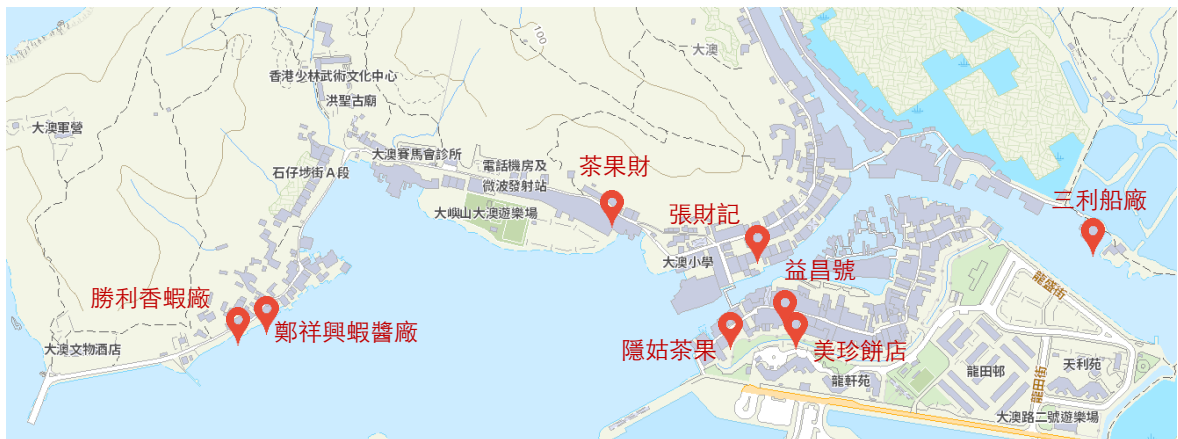 100
大澳
香港少林武術文化中心
洪聖古廟
大澳軍營
大澳賽馬會診所
石仔埗街A段
電話機房及
微波發射站
茶果財
大嶼山大澳遊樂場
三利船廠
張財記
大澳小學
益昌號
龍盛街
勝利香蝦廠
鄭祥興蝦醬廠
大澳文物酒店
隱姑茶果
美珍餅店
龍軒苑
龍田邨
龍田街
天利苑
大澳路二號遊樂場